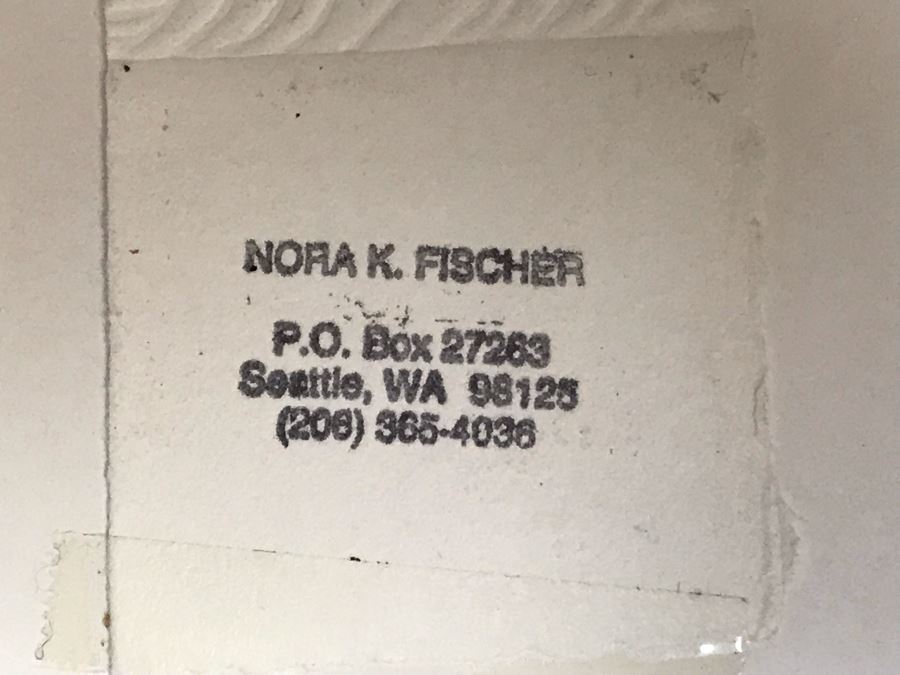 NORA K. FISCHER
P.O. Box 27263
Seattle, WA 98125
(206) 365-4036